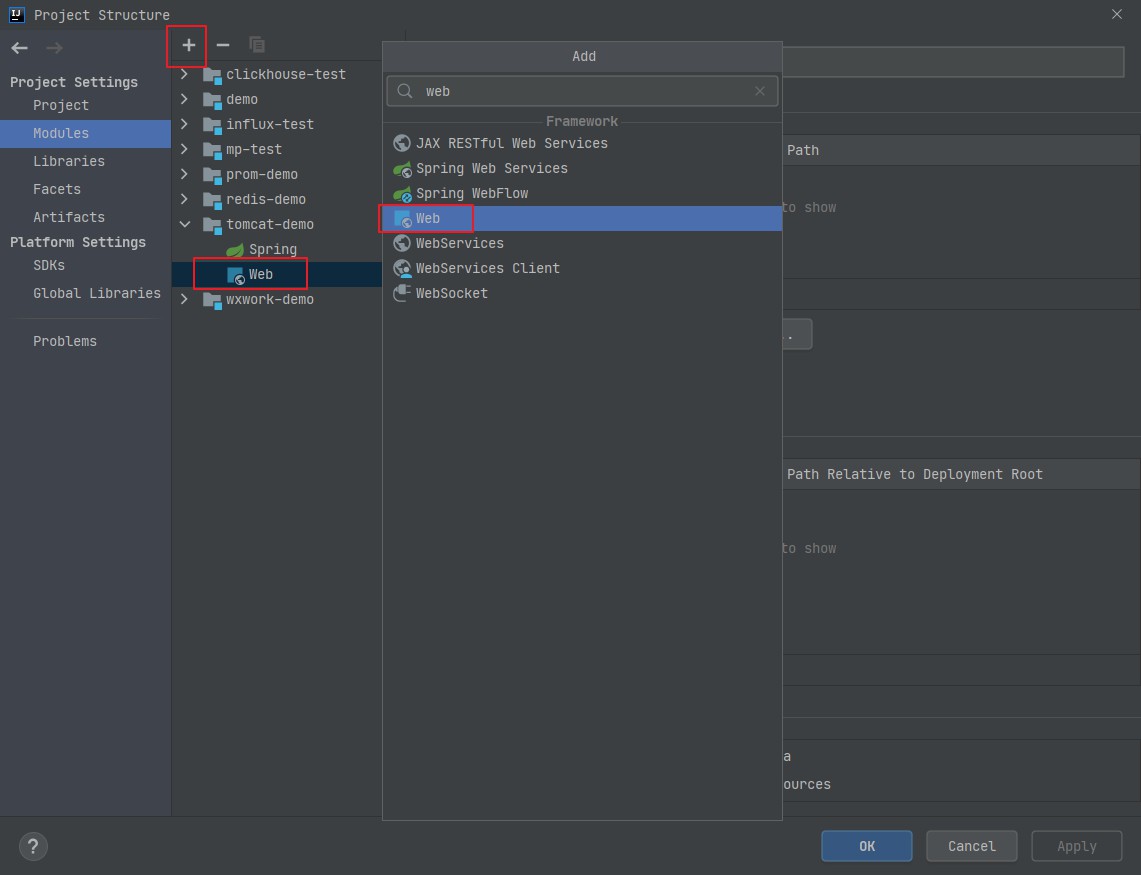 Project Structure
Project Settings
Project
Modules
Libraries
Facets
Artifacts
Platform Settings
SDKs
Global Libraries
Problems
clickhouse-test
demo
influx-test
mp-test
prom-demo
redis-demo
tomcat-demo
Spring
Web
wxwork-demo
Add
web
Framework
JAX RESTful Web Services
Spring Web Services
Spring WebFlow
Web
WebServices
WebServices Client
WebSocket
Path
to show
.
Path Relative to Deployment Root
to show
a
ources
?
OK
Cancel
Apply